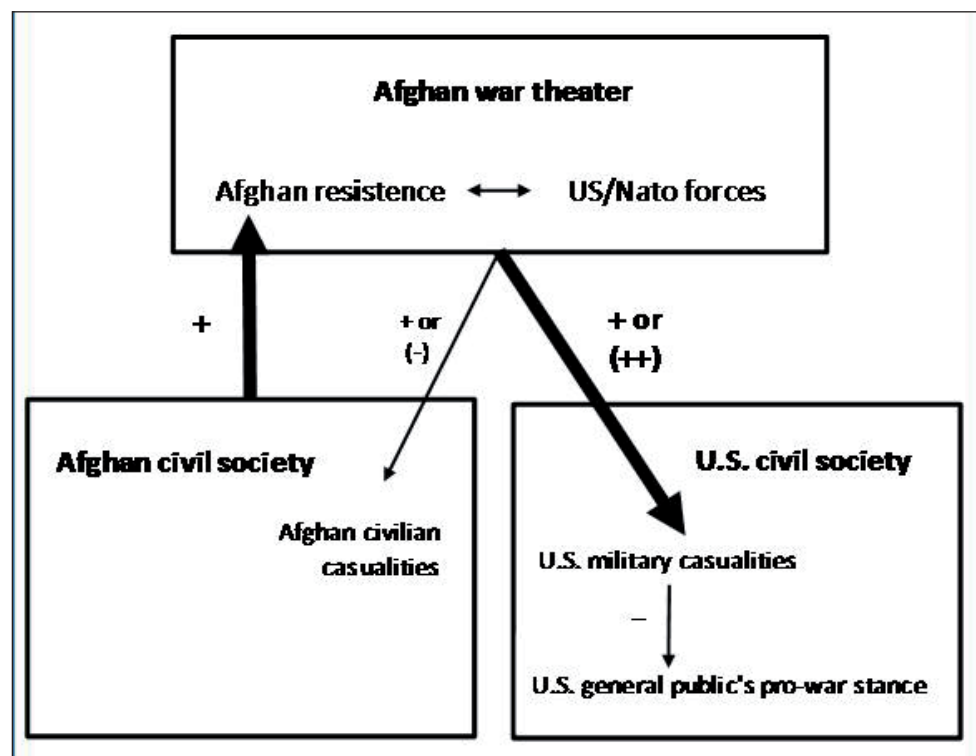 Afghan war theater
Afghan resistence
US/Nato forces
+
+ or
(-)
+ or
(++)
Afghan civil society
Afghan civilian
casualities
U.S. civil society
U.S. military casualities
–
U.S. general public's pro-war stance